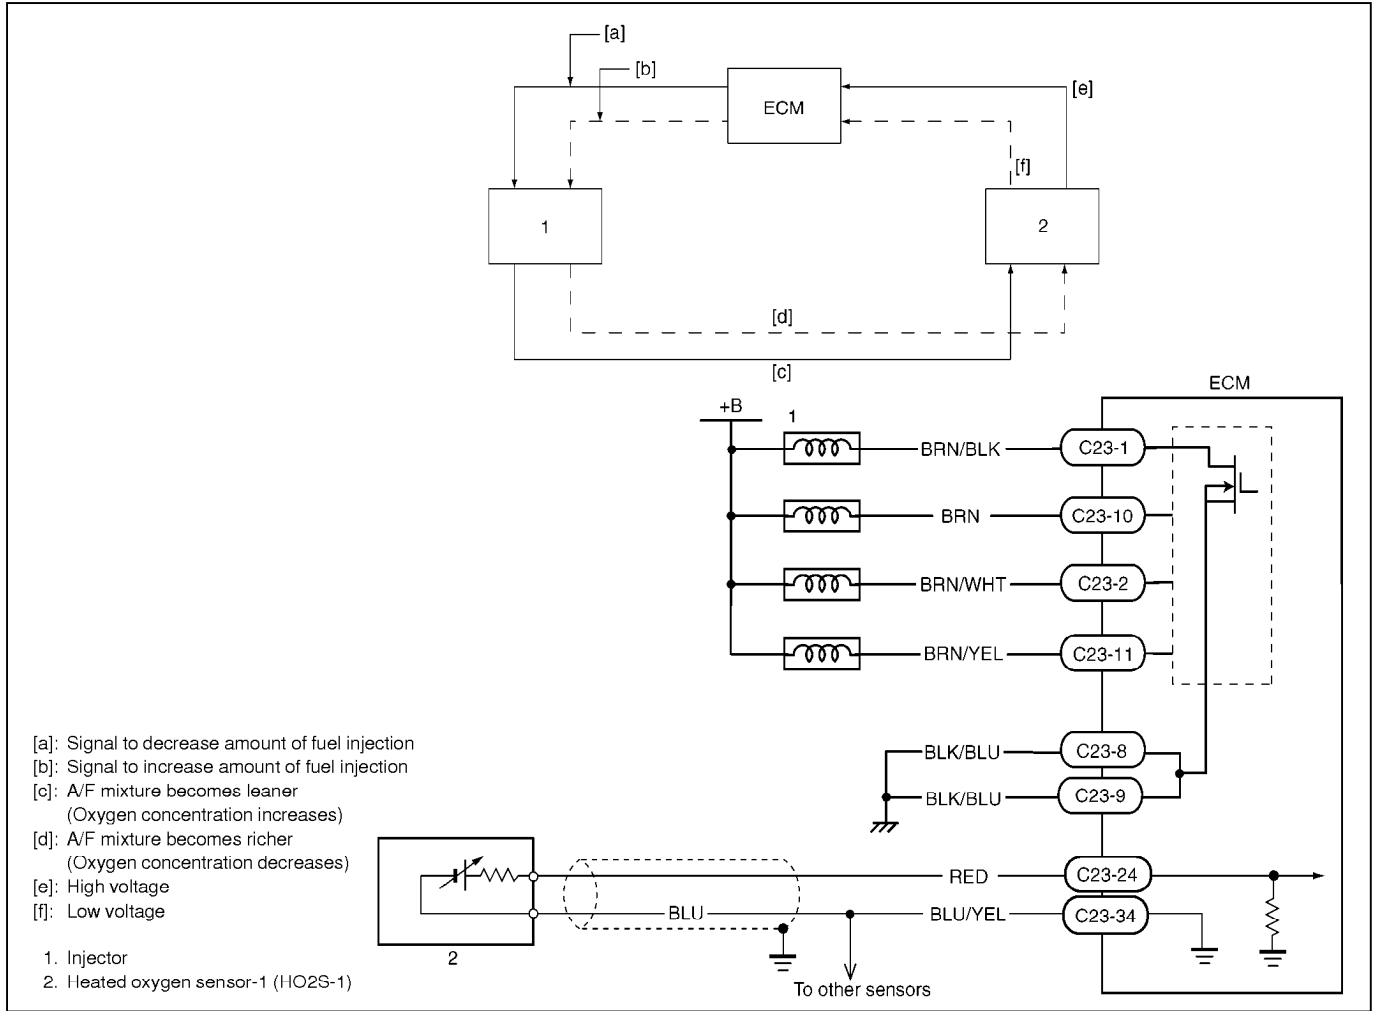 [a]
[b]
ECM
[e]
[f]
1
2
[d]
[c]
ECM
+B
1
BRN/BLK
C23-1
BRN
C23-10
BRN/WHT
C23-2
BRN/YEL
C23-11
[a]: Signal to decrease amount of fuel injection
[b]: Signal to increase amount of fuel injection
[c]: A/F mixture becomes leaner
(Oxygen concentration increases)
[d]: A/F mixture becomes richer
(Oxygen concentration decreases)
[e]: High voltage
[f]: Low voltage
1. Injector
2. Heated oxygen sensor-1 (HO2S-1)
BLK/BLU
C23-8
BLK/BLU
C23-9
RED
C23-24
BLU
BLU/YEL
C23-34
2
To other sensors